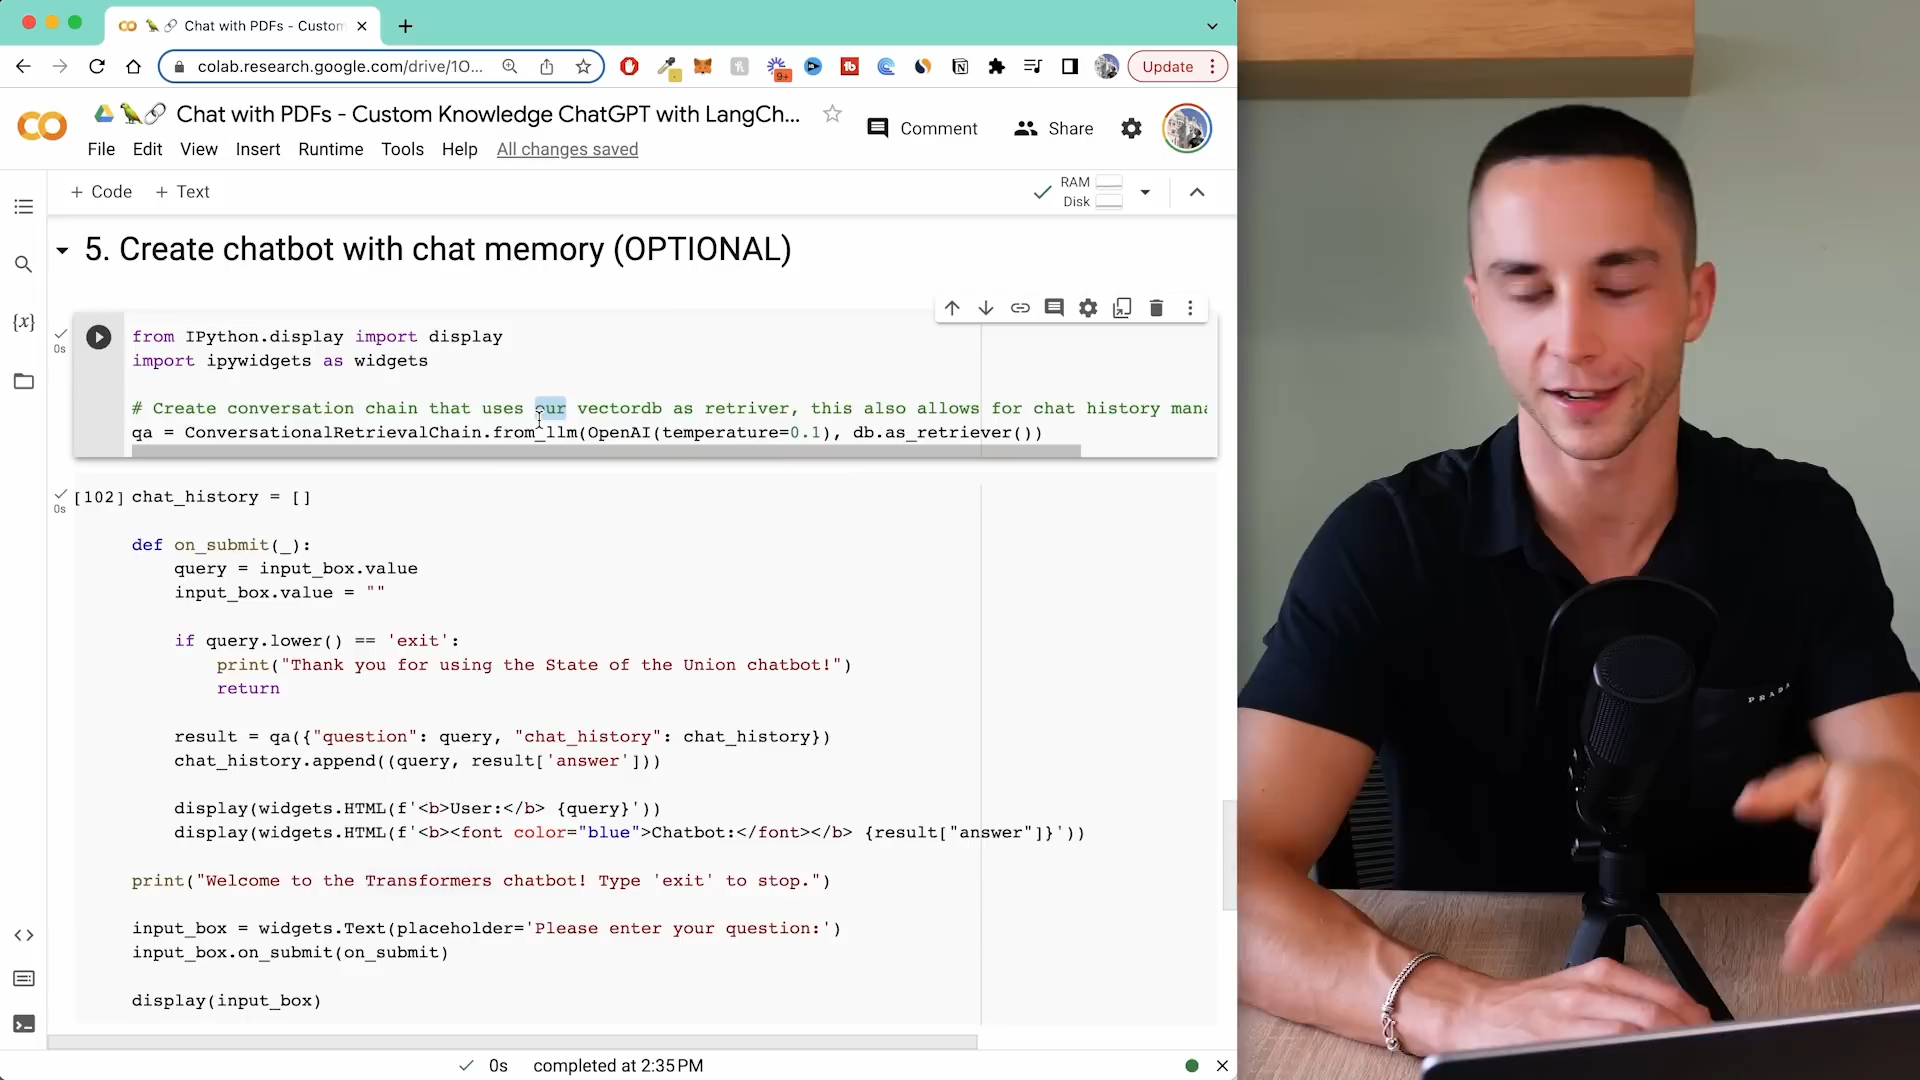 Chat with PDFs - Custom
colab.research.google.com/drive/1O...
9+
Update
Chat with PDFs - Custom Knowledge ChatGPT with LangCh...
Comment
Share
File Edit View Insert Runtime Tools Help All changes saved
+ Code + Text
RAM
Disk
5. Create chatbot with chat memory (OPTIONAL)
{x}
0s
from IPython.display import display
import ipywidgets as widgets
# Create conversation chain that uses our vectordb as retriver, this also allows for chat history mana
qa = ConversationalRetrievalChain.from_llm(OpenAI(temperature=0.1), db.as_retriever())
0s
[102] chat_history = []
def on_submit(_):
query = input_box.value
input_box.value = ""
if query.lower() == 'exit':
print("Thank you for using the State of the Union chatbot!")
return
result = qa({"question": query, "chat_history": chat_history})
chat_history.append((query, result['answer']))
display(widgets.HTML(f'<b>User:</b> {query}'))
display(widgets.HTML(f'<b><font color="blue">Chatbot:</font></b> {result["answer"]}'))
print("Welcome to the Transformers chatbot! Type 'exit' to stop.")
input_box = widgets.Text(placeholder='Please enter your question:')
input_box.on_submit(on_submit)
display(input_box)
0s completed at 2:35 PM
PRADA